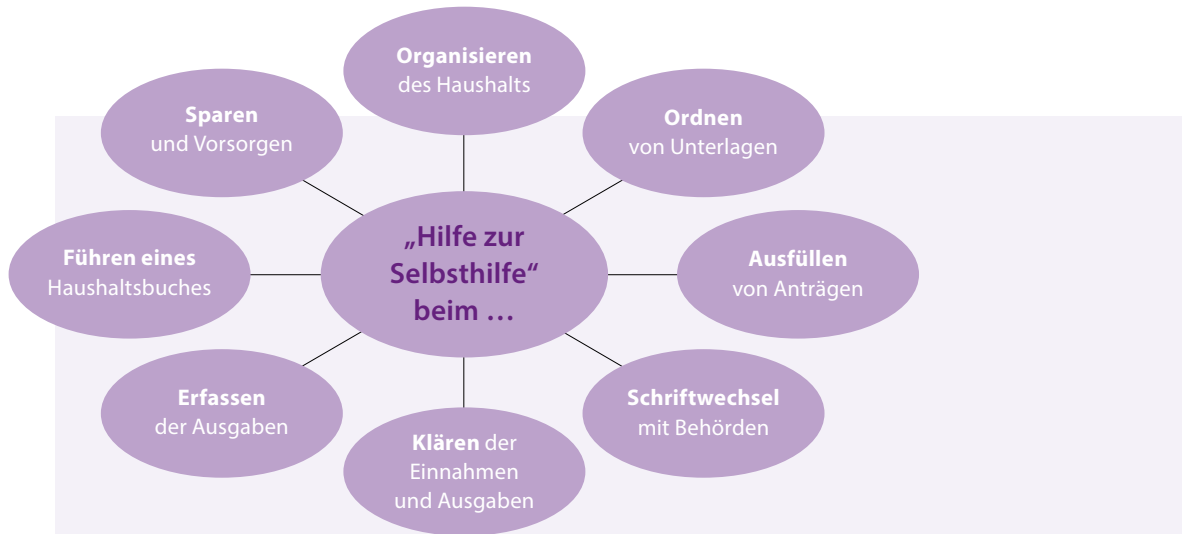 Organisieren
des Haushalts
Sparen
und Vorsorgen
Ordnen
von Unterlagen
Führen eines
Haushaltsbuches
„Hilfe zur
Selbsthilfe“
beim …
Ausfüllen
von Anträgen
Erfassen
der Ausgaben
Schriftwechsel
mit Behörden
Klären der
Einnahmen
und Ausgaben